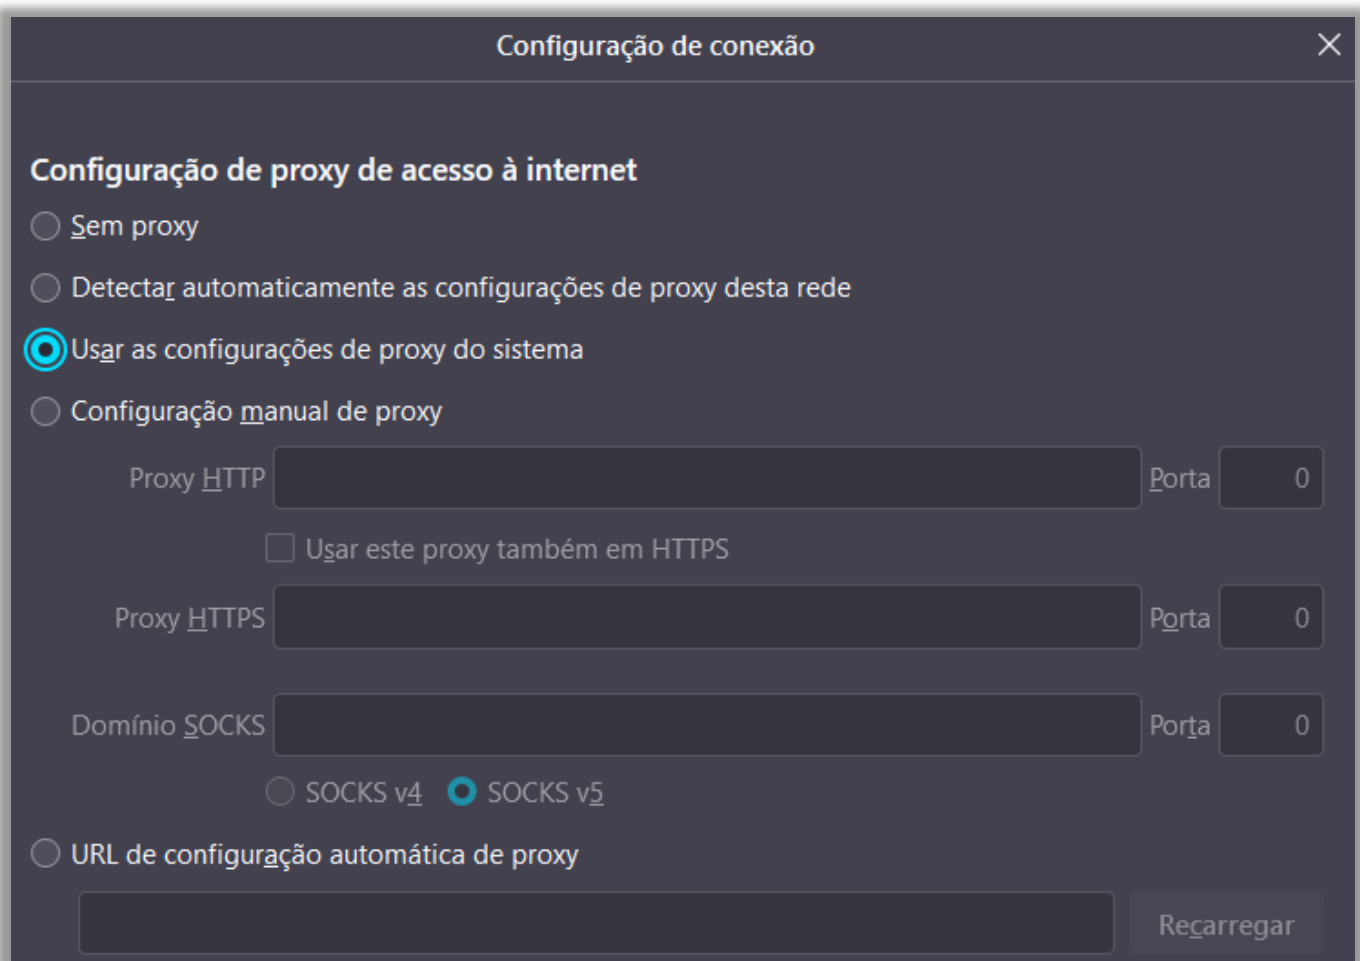 Configuração de conexão
Configuração de proxy de acesso à internet
Sem proxy
Detectar automaticamente as configurações de proxy desta rede
Usar as configurações de proxy do sistema
Configuração manual de proxy
Proxy HTTP Porta 0
Usar este proxy também em HTTPS
Proxy HTTPS Porta 0
Domínio SOCKS Porta 0
SOCKS v4 SOCKS v5
URL de configuração automática de proxy
Recarregar